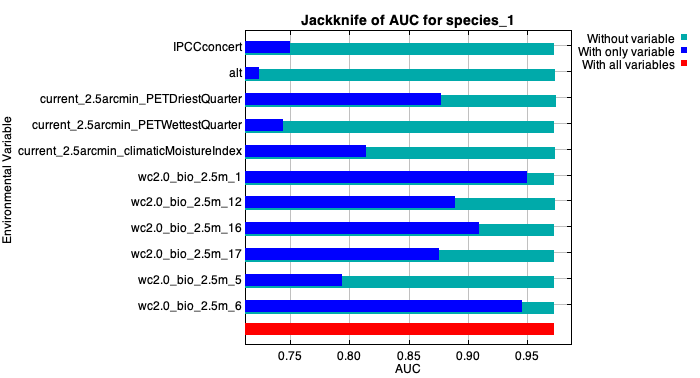 Jackknife of AUC for species_1
Without variable
With only variable
With all variables
Environmental Variable
IPCCconcert
alt
current_2.5arcmin_PETDriestQuarter
current_2.5arcmin_PETWettestQuarter
current_2.5arcmin_climaticMoistureIndex
wc2.0_bio_2.5m_1
wc2.0_bio_2.5m_12
wc2.0_bio_2.5m_16
wc2.0_bio_2.5m_17
wc2.0_bio_2.5m_5
wc2.0_bio_2.5m_6
0.75 0.80 0.85 0.90 0.95
AUC